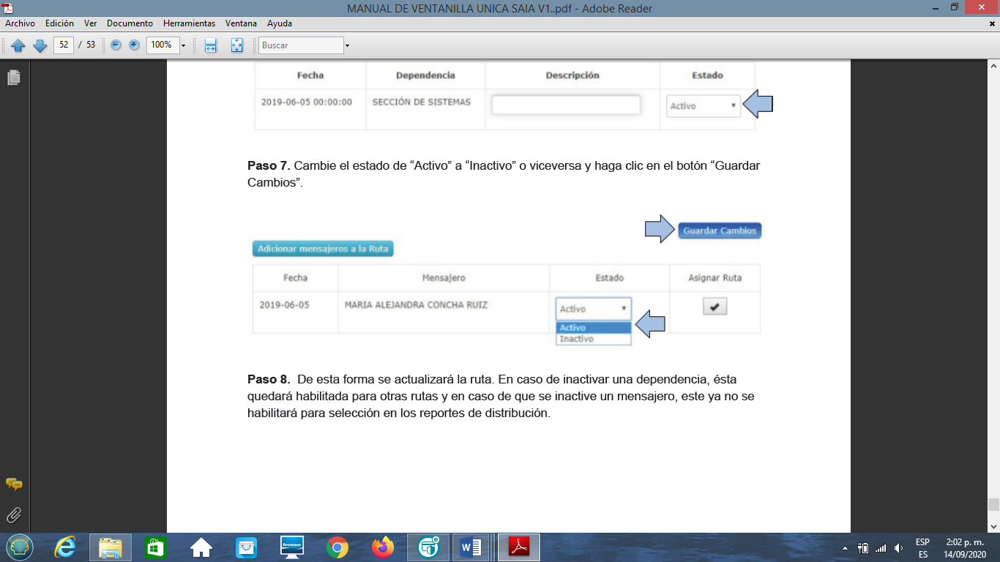 MANUAL DE VENTANILLA UNICA SAIA V1..pdf - Adobe Reader
Archivo Edición Ver Documento Herramientas Ventana Ayuda
52 / 53 100% Buscar
Fecha Dependencia Descripción Estado
2019-06-05 00:00:00 SECCIÓN DE SISTEMAS Activo
Paso 7. Cambie el estado de “Activo” a “Inactivo” o viceversa y haga clic en el botón “Guardar
Cambios”.
Guardar Cambios
Adicionar mensajeros a la Ruta
Fecha Mensajero Estado Asignar Ruta
2019-06-05 MARIA ALEJANDRA CONCHA RUIZ Activo
Activo
Inactivo
Paso 8. De esta forma se actualizará la ruta. En caso de inactivar una dependencia, ésta
quedará habilitada para otras rutas y en caso de que se inactive un mensajero, este ya no se
habilitará para selección en los reportes de distribución.
lenovo
8
ESP 2:02 p. m.
ES 14/09/2020